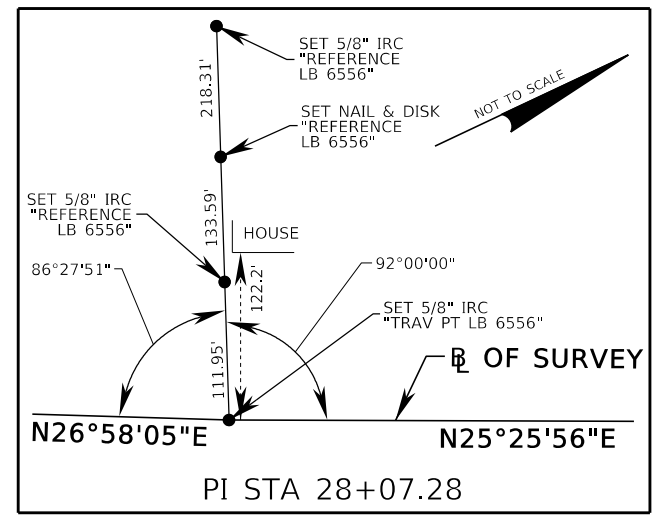 SET 5/8" IRC
"REFERENCE
LB 6556"
218.31'
NOT TO SCALE
SET NAIL & DISK
"REFERENCE
LB 6556"
SET 5/8" IRC
"REFERENCE
LB 6556"
133.59'
HOUSE
86°27'51"
122.2'
92°00'00"
SET 5/8" IRC
"TRAV PT LB 6556"
111.95'
BL OF SURVEY
N26°58'05"E
N25°25'56"E
PI STA 28+07.28